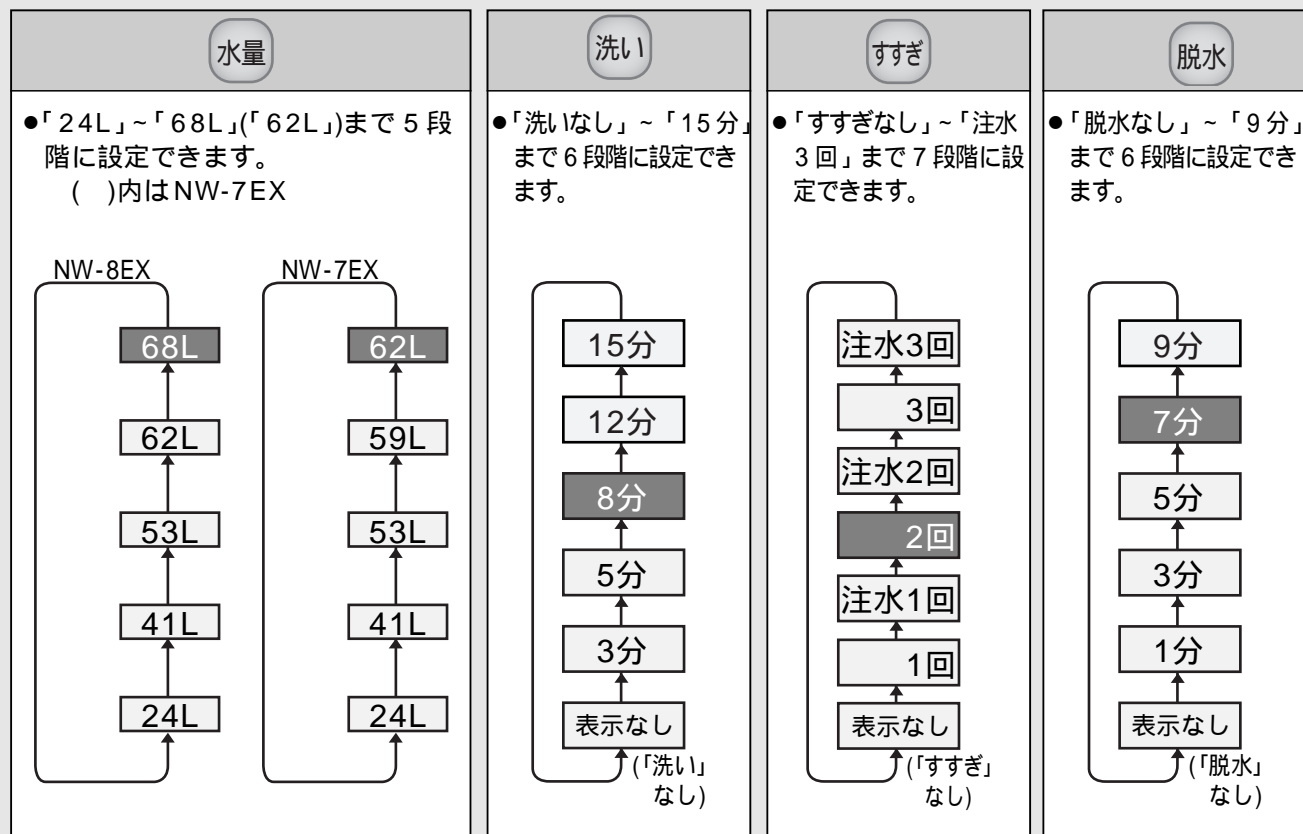 水量
●「24L」~「68L」(「62L」)まで5段
階に設定できます。
(　)内はNW-7EX
NW-8EX
68L
62L
53L
41L
24L
NW-7EX
62L
59L
53L
41L
24L
洗い
●「洗いなし」~「15分」
まで6段階に設定でき
ます。
15分
12分
8分
5分
3分
表示なし
(「洗い」
なし)
すすぎ
●「すすぎなし」~「注水
3回」まで7段階に設
定できます。
注水3回
3回
注水2回
2回
注水1回
1回
表示なし
(「すすぎ」
なし)
脱水
●「脱水なし」~「9分」
まで6段階に設定でき
ます。
9分
7分
5分
3分
1分
表示なし
(「脱水」
なし)